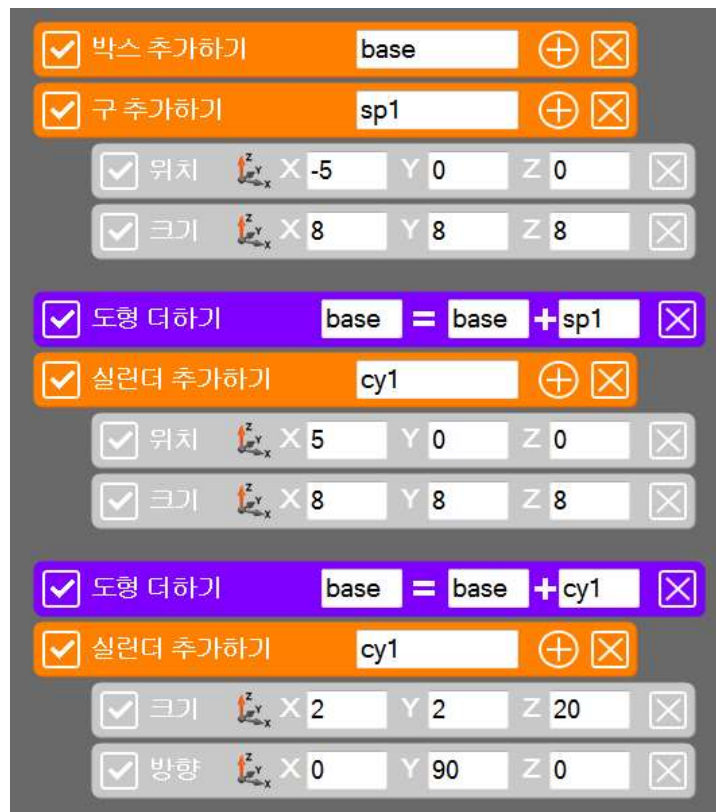 박스 추가하기 base
구 추가하기 sp1
위치 X -5 Y 0 Z 0
크기 X 8 Y 8 Z 8
도형 더하기 base = base + sp1
실린더 추가하기 cy1
위치 X 5 Y 0 Z 0
크기 X 8 Y 8 Z 8
도형 더하기 base = base + cy1
실린더 추가하기 cy1
크기 X 2 Y 2 Z 20
방향 X 0 Y 90 Z 0